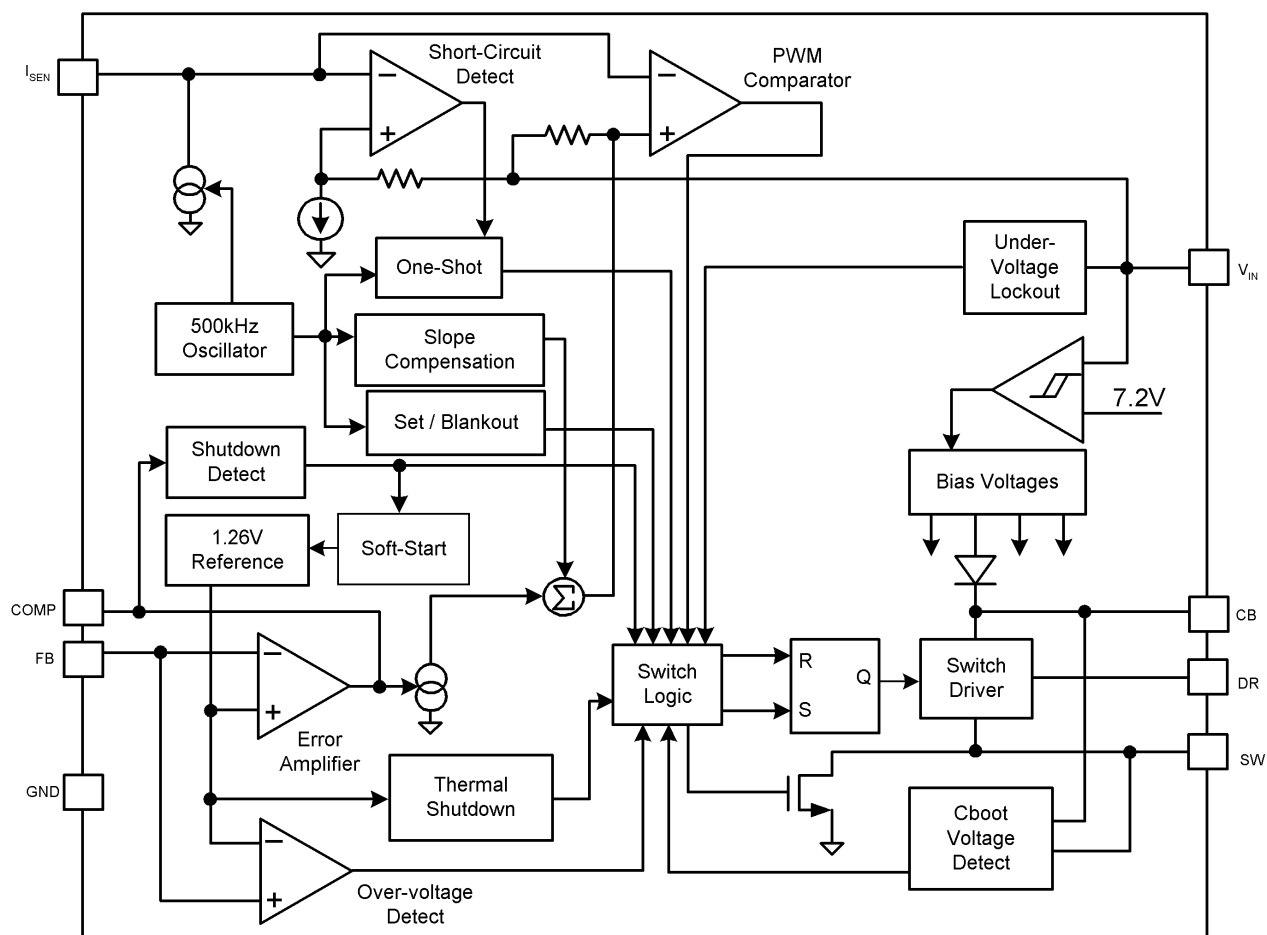 Short-Circuit
Detect
PWM
Comparator
ISEN
−
+
−
+
One-Shot
Under-
Voltage
Lockout
VIN
500kHz
Oscillator
Slope
Compensation
7.2V
Set / Blankout
Shutdown
Detect
Bias Voltages
1.26V
Reference
Soft-Start
COMP
Σ
CB
FB
−
+
Error
Amplifier
Switch
Logic
R
S
Q
Switch
Driver
DR
SW
GND
Thermal
Shutdown
Cboot
Voltage
Detect
−
+
Over-voltage
Detect